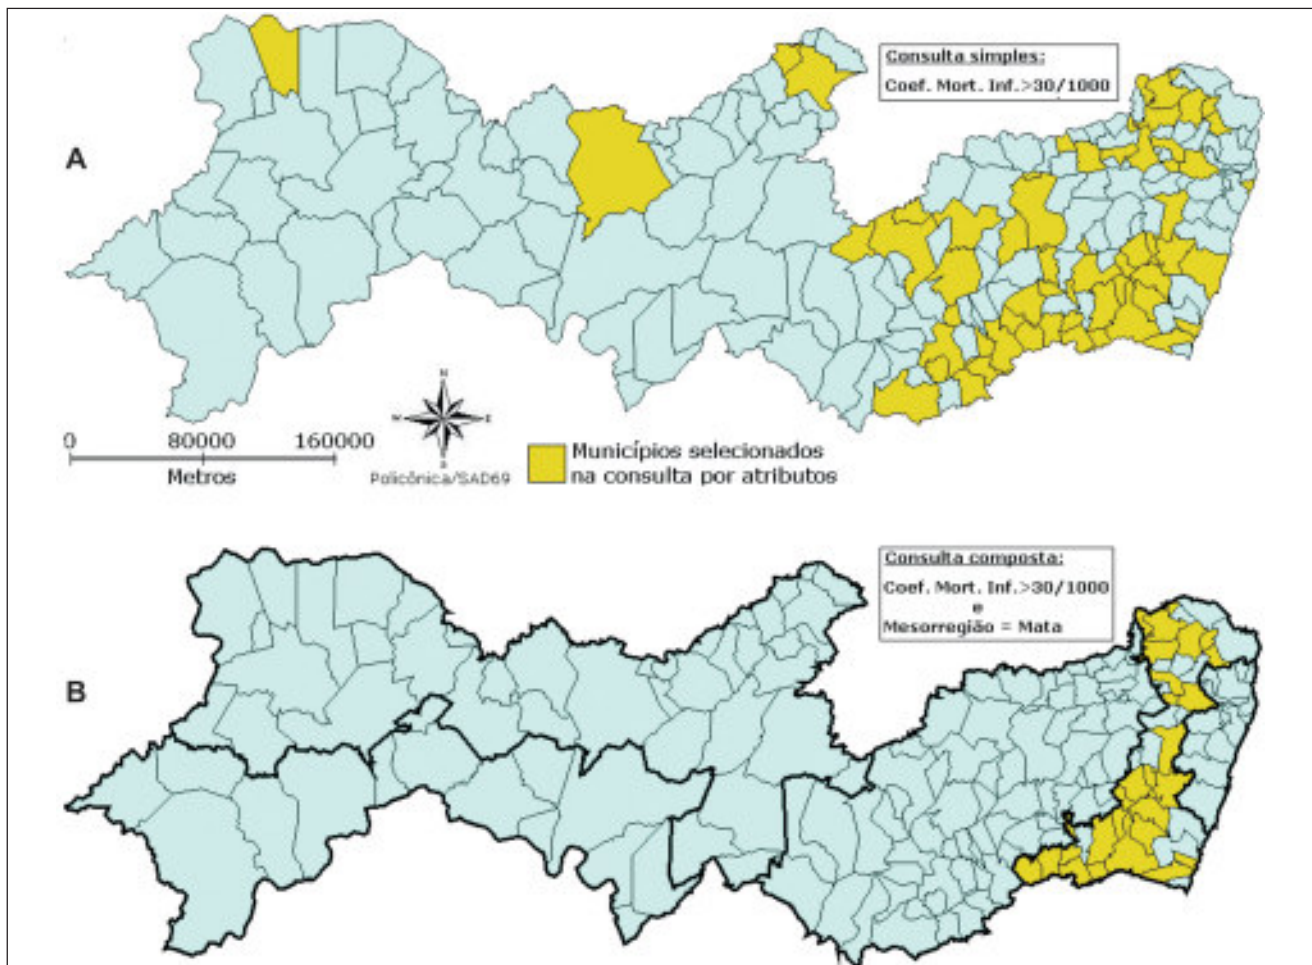 Consulta simples:
Coef. Mort. Inf.>30/1000
A
N
W
E
S
0 80000 160000
Metros
Policônica/SAD69
Municípios selecionados
na consulta por atributos
Consulta composta:
Coef. Mort. Inf.>30/1000
e
Mesorregião = Mata
B